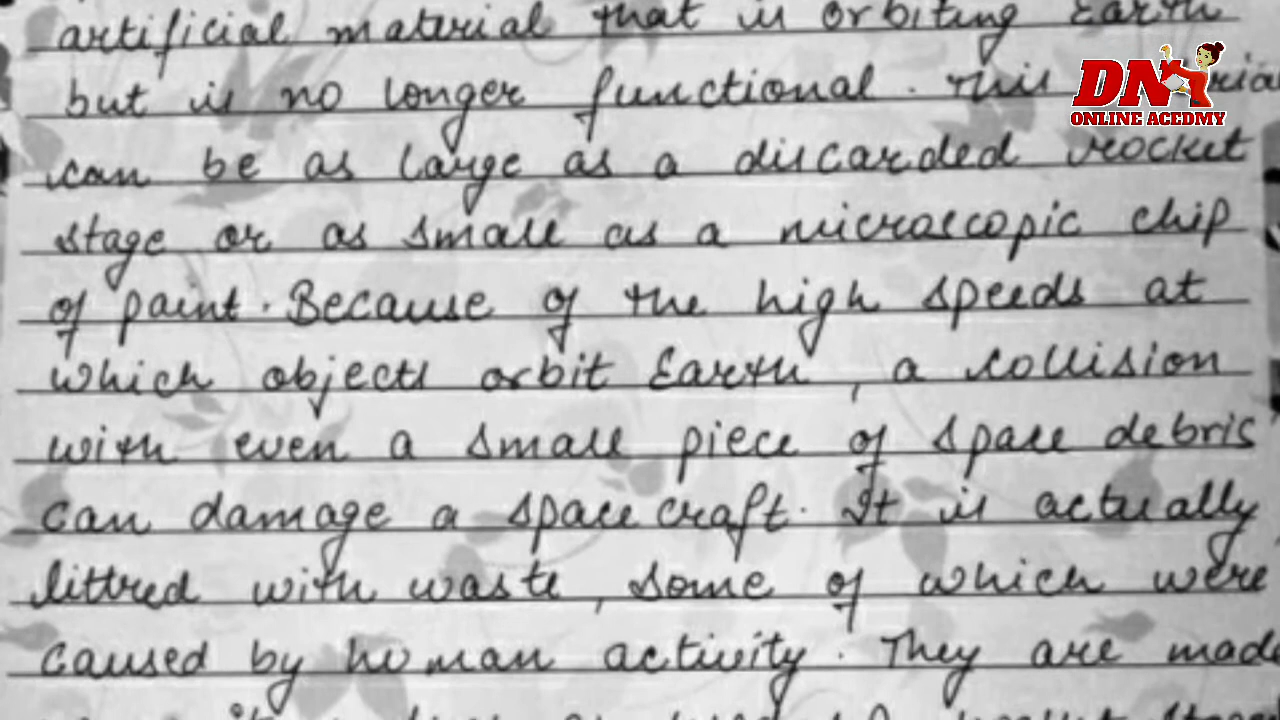 artificial material that is orbiting Earth
but is no longer functional. This
can be as large as a discarded rocket
stage or as small as a microscopic chip
of paint. Because of the high speeds at
which objects orbit Earth, a collision
with even a small piece of space debris
can damage a space craft. It is actually
littred with waste, some of which were
caused by human activity. They are made
DN
ONLINE ACEDMY